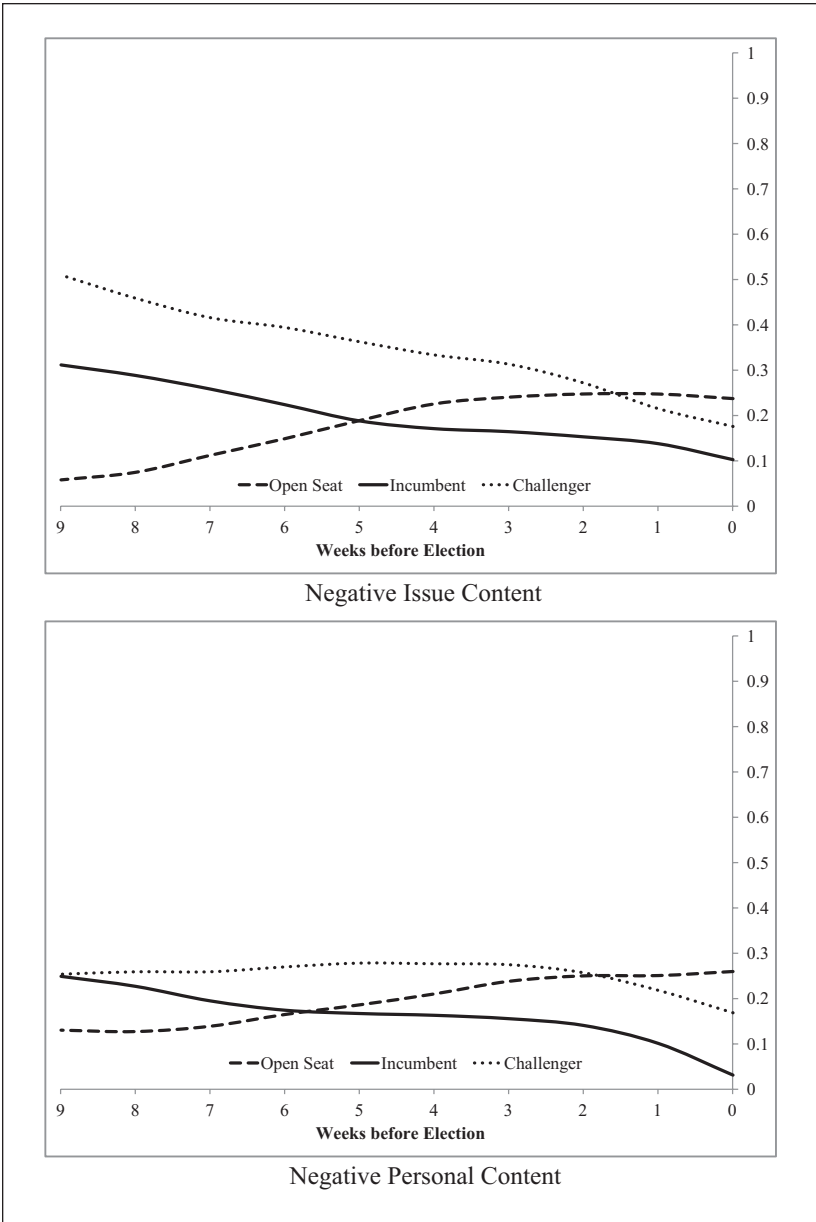 1
0.9
0.8
0.7
0.6
0.5
0.4
0.3
0.2
0.1
0
Open Seat Incumbent Challenger
9 8 7 6 5 4 3 2 1 0
Weeks before Election
Negative Issue Content
1
0.9
0.8
0.7
0.6
0.5
0.4
0.3
0.2
0.1
0
Open Seat Incumbent Challenger
9 8 7 6 5 4 3 2 1 0
Weeks before Election
Negative Personal Content